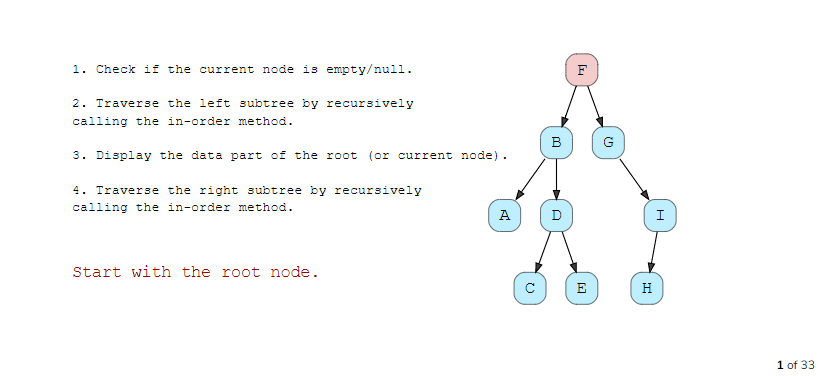 1. Check if the current node is empty/null.
2. Traverse the left subtree by recursively
calling the in-order method.
3. Display the data part of the root (or current node).
4. Traverse the right subtree by recursively
calling the in-order method.
Start with the root node.
F
B
G
A
D
I
C
E
H
1 of 33